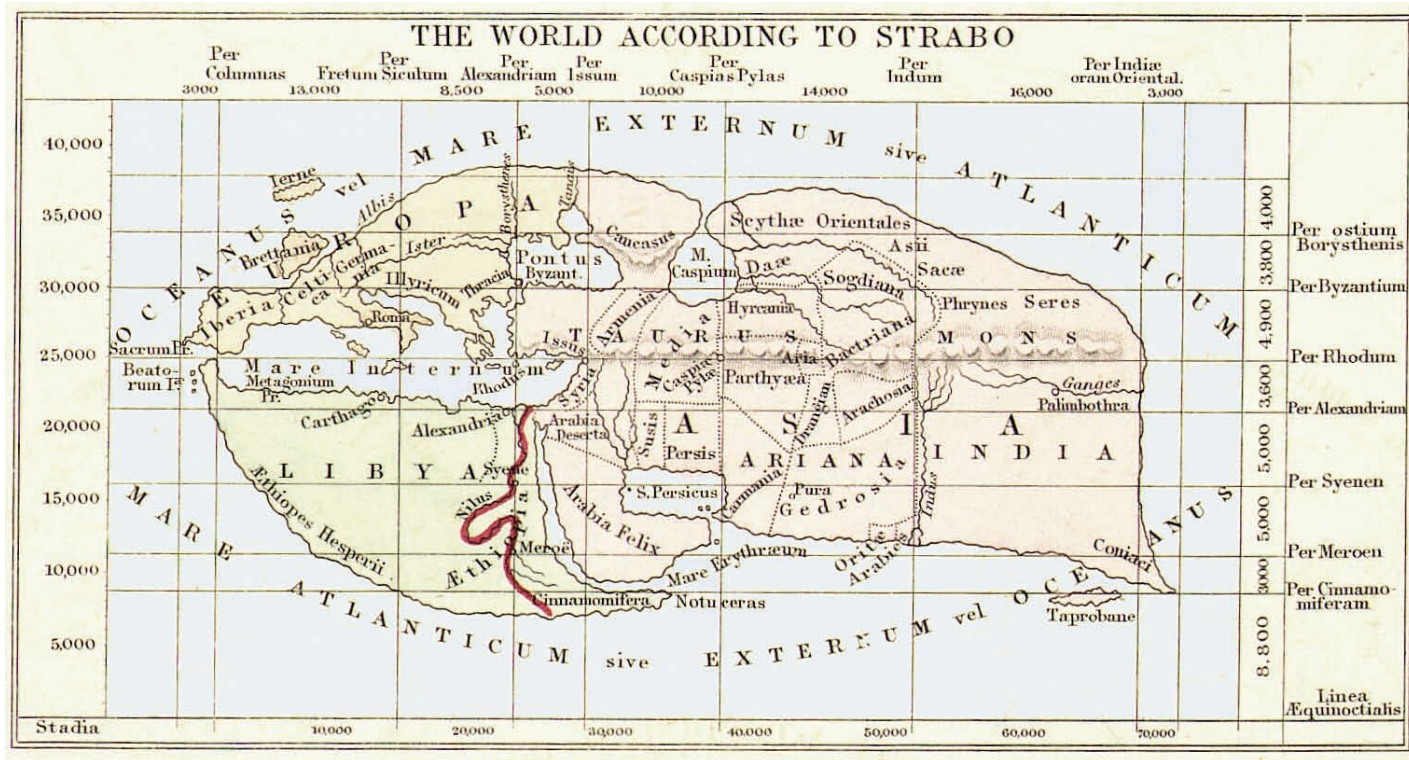 THE WORLD ACCORDING TO STRABO
Per Columnas
Per Fretum Siculum
Per Alexandriam
Per Issum
Per Caspias Pylas
Per Indum
Per Indiæ oram Oriental.
3000 13,000 8,500 5,000 10,000 14,000 16,000 3,000
40,000
35,000
30,000
25,000
20,000
15,000
10,000
5,000
OCEANUS vel MARE EXTERNUM sive ATLANTICUM
Ierne
Albis
Borysthenes
Tanais
EUROPA
Brettania
Germania
Ister
Celtica
Iberia
Illyricum
Thracia
Roma
Pontus
Byzant.
Caucasus
M. Caspium
Scythæ Orientales
Asii
Sacæ
Daæ
Sogdiana
Hyrcania
Phrynes Seres
Armenia
Media
Bactriana
TAURUS MONS
Issus
Sacrum Pr.
Beatorum I.
Mare Internum
Metagonium Pr.
Rhodus
Syria
Caspiæ Pylæ
Aria
Parthyæa
Ganges
Palimbothra
Carthago
Alexandria
Arabia Deserta
Susis
Persis
Drangiana
Arachosia
ASIA
ARIANA
INDIA
LIBYA
Syene
Nilus
S. Persicus
Carmania
Pura
Gedrosia
Indus
Æthiopes Hesperii
Æthiopia
Arabia Felix
Meroë
Mare Erythræum
Oritæ
Arabies
Coniaci
Cinnamomifera
Notu ceras
Taprobane
MARE ATLANTICUM sive EXTERNUM vel OCEANUS
4,000
3,800
4,900
3,600
5,000
5,000
3000
8,800
Per ostium Borysthenis
Per Byzantium
Per Rhodum
Per Alexandriam
Per Syenen
Per Meroen
Per Cinnamomiferam
Linea Æquinoctialis
Stadia 10,000 20,000 30,000 40,000 50,000 60,000 70,000